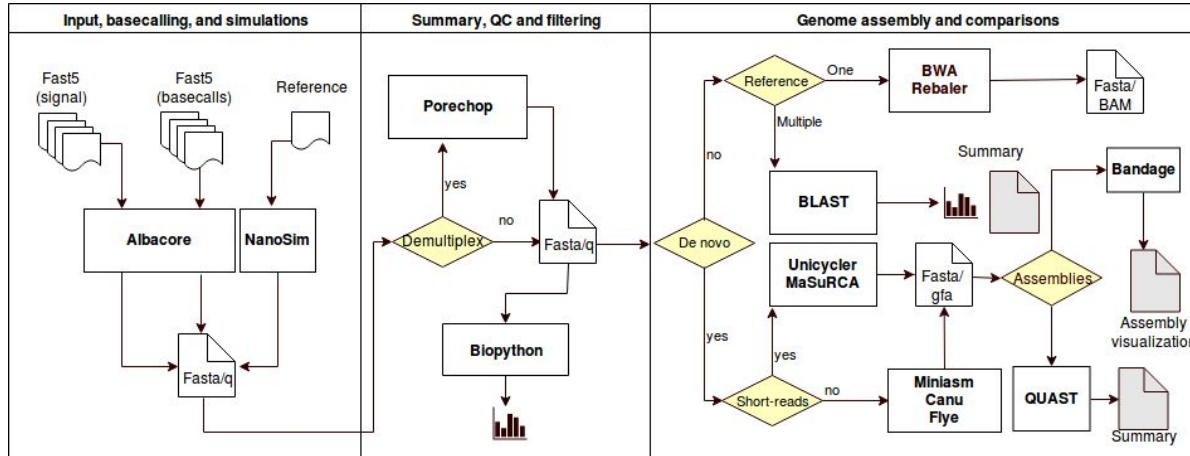 Input, basecalling, and simulations
Summary, QC and filtering
Genome assembly and comparisons
Fast5
(signal)
Fast5
(basecalls)
Reference
Albacore
NanoSim
Fasta/q
Porechop
yes
Demultiplex
no
Fasta/q
Biopython
Reference
One
BWA
Rebaler
Fasta/
BAM
Multiple
no
BLAST
Summary
Bandage
De novo
Unicycler
MaSuRCA
Fasta/
gfa
Assemblies
Assembly
visualization
yes
yes
Short-reads
no
Miniasm
Canu
Flye
QUAST
Summary